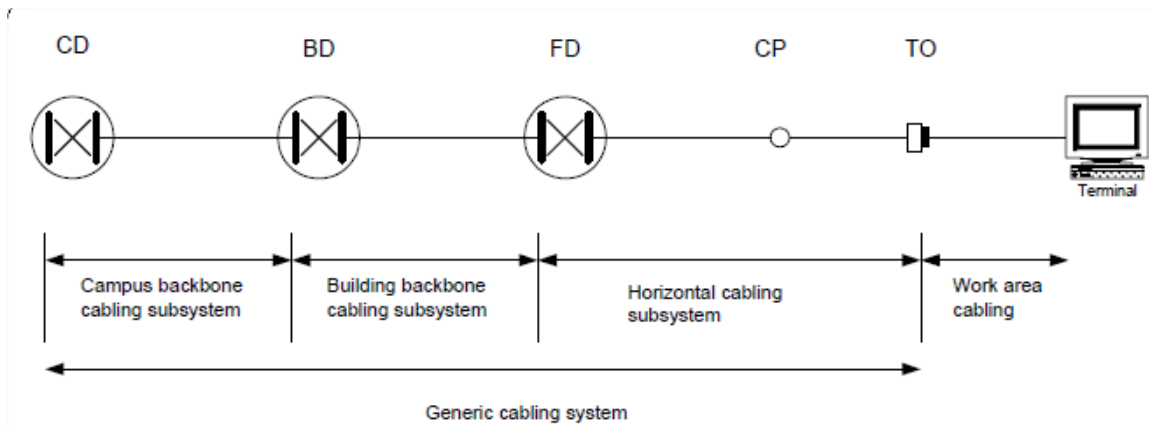 CD
BD
FD
CP
TO
Terminal
Campus backbone
cabling subsystem
Building backbone
cabling subsystem
Horizontal cabling
subsystem
Work area
cabling
Generic cabling system